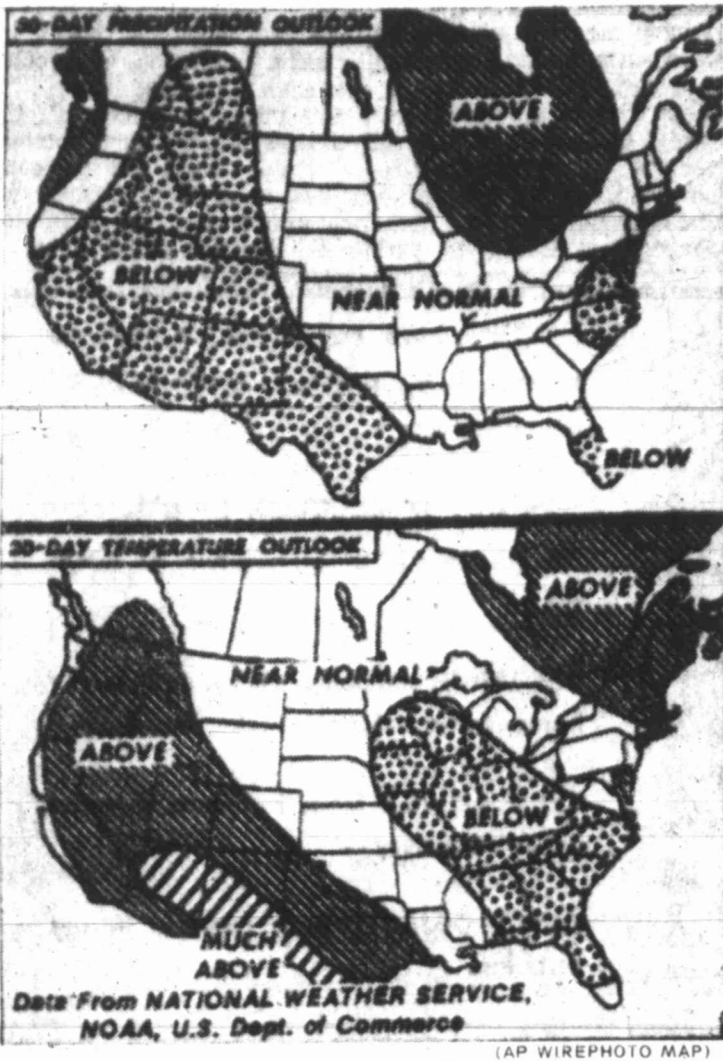 30-DAY PRECIPITATION OUTLOOK
ABOVE
BELOW
NEAR NORMAL
BELOW
30-DAY TEMPERATURE OUTLOOK
ABOVE
NEAR NORMAL
ABOVE
BELOW
MUCH
ABOVE
Data From NATIONAL WEATHER SERVICE,
NOAA, U.S. Dept. of Commerce
(AP WIREPHOTO MAP)